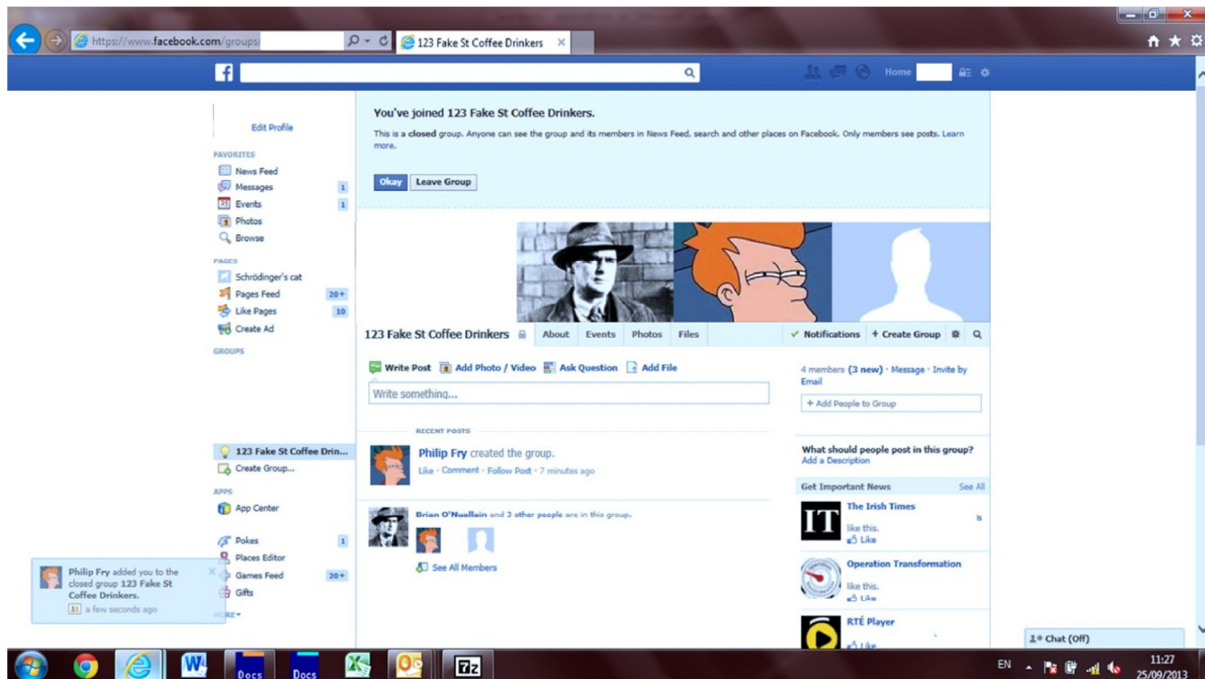 https://www.facebook.com/groups/
123 Fake St Coffee Drinkers
f
Home
Edit Profile
FAVORITES
News Feed
Messages 1
Events 1
Photos
Browse
PAGES
Schrödinger's cat
Pages Feed 20+
Like Pages 10
Create Ad
GROUPS
123 Fake St Coffee Drin...
Create Group...
APPS
App Center
Pokes 1
Places Editor
Games Feed 20+
Gifts
MORE
You've joined 123 Fake St Coffee Drinkers.
This is a closed group. Anyone can see the group and its members in News Feed, search and other places on Facebook. Only members see posts. Learn
more.
Okay Leave Group
123 Fake St Coffee Drinkers About Events Photos Files
Notifications + Create Group
Write Post Add Photo / Video Ask Question Add File
Write something...
RECENT POSTS
Philip Fry created the group.
Like · Comment · Follow Post · 7 minutes ago
Brian O'Nuallain and 2 other people are in this group.
See All Members
4 members (3 new) · Message · Invite by
Email
+ Add People to Group
What should people post in this group?
Add a Description
Get Important News See All
The Irish Times
is
IT
like this.
Like
Operation Transformation
like this.
Like
RTÉ Player
Like
Philip Fry added you to the
closed group 123 Fake St
Coffee Drinkers.
a few seconds ago
Chat (Off)
W
Docs
Docs
7z
EN
11:27
25/09/2013